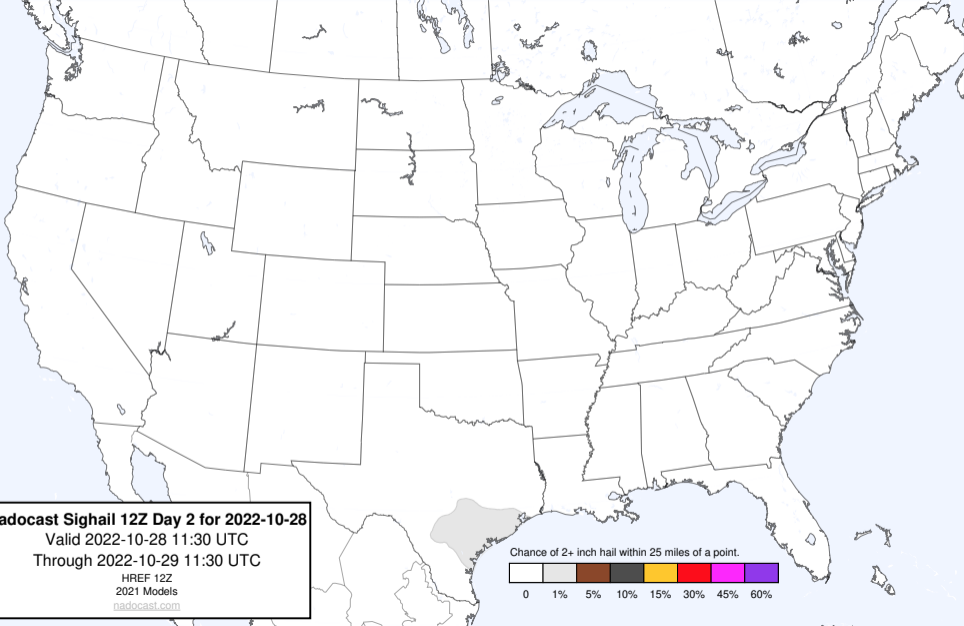 adocast Sighail 12Z Day 2 for 2022-10-28
Valid 2022-10-28 11:30 UTC
Through 2022-10-29 11:30 UTC
HREF 12Z
2021 Models
nadocast.com
Chance of 2+ inch hail within 25 miles of a point.
0 1% 5% 10% 15% 30% 45% 60%